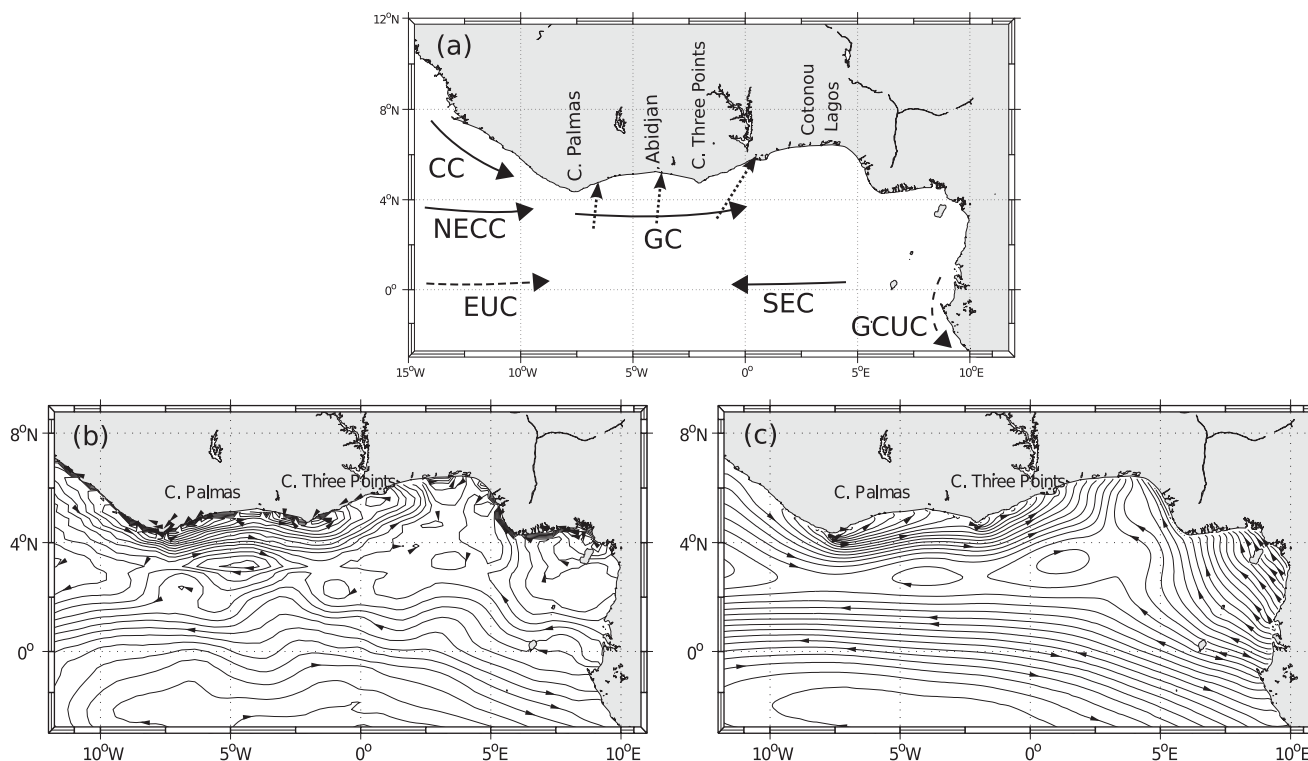 12°N
(a)
C. Palmas
Abidjan
C. Three Points
Cotonou
Lagos
8°N
CC
4°N
NECC
GC
0°
EUC
SEC
GCUC
15°W
10°W
5°W
0°
5°E
10°E
8°N
(b)
C. Palmas
C. Three Points
4°N
0°
10°W
5°W
0°
5°E
10°E
8°N
(c)
C. Palmas
C. Three Points
4°N
0°
10°W
5°W
0°
5°E
10°E